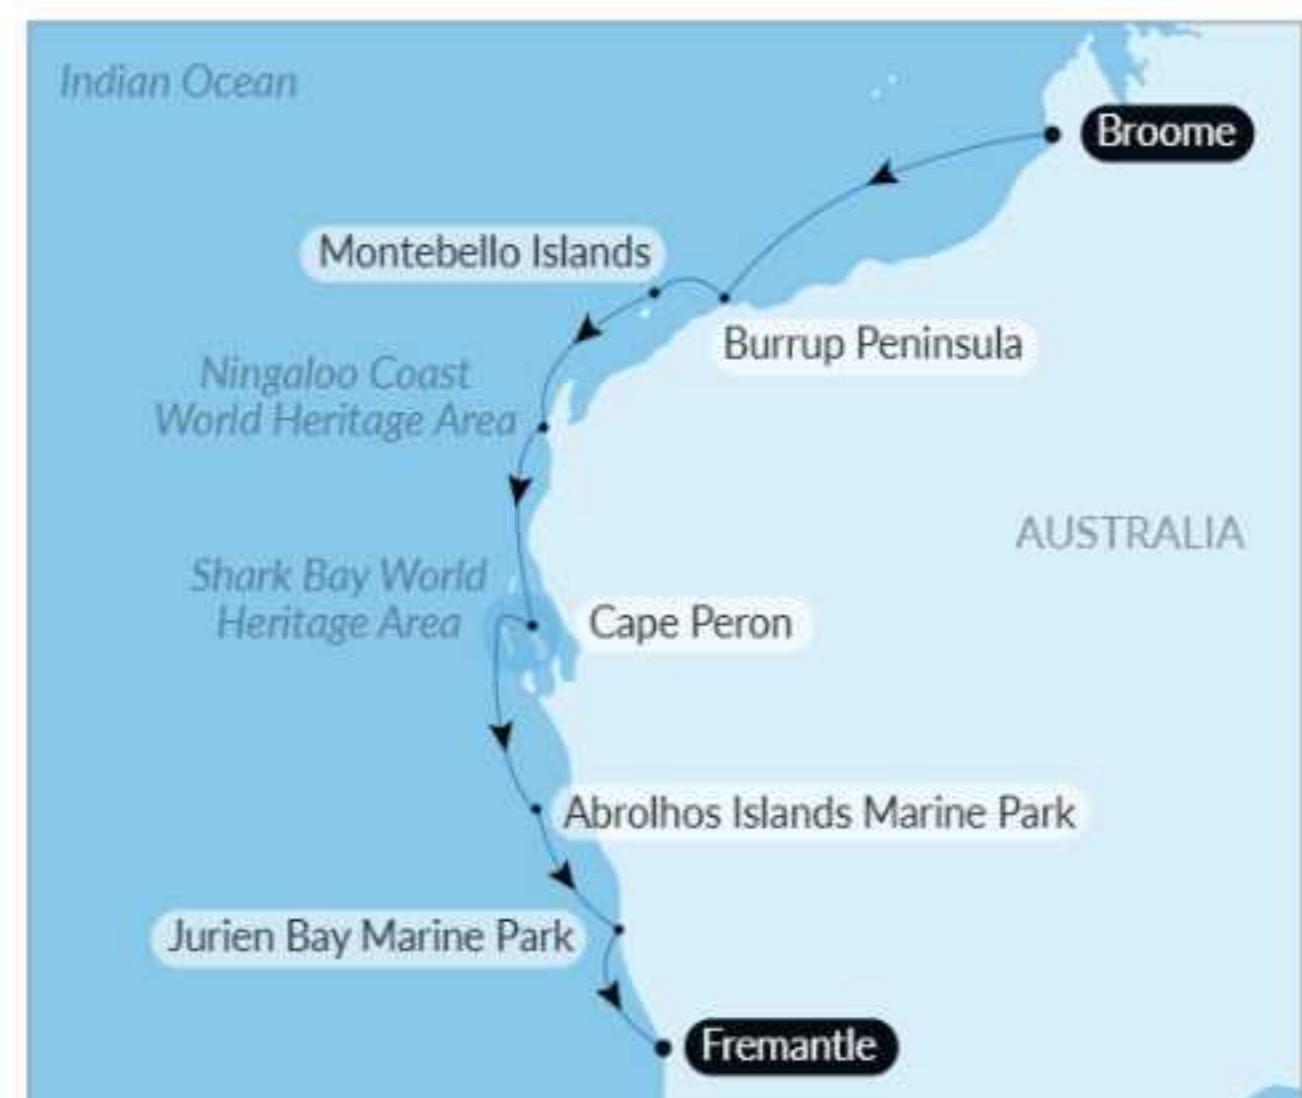 Indian Ocean
Broome
Montebello Islands
Burrup Peninsula
Ningaloo Coast
World Heritage Area
AUSTRALIA
Shark Bay World
Heritage Area
Cape Peron
Abrolhos Islands Marine Park
Jurien Bay Marine Park
Fremantle